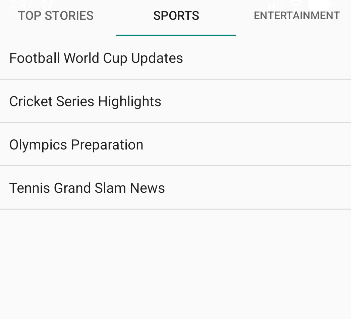 TOP STORIES SPORTS ENTERTAINMENT
Football World Cup Updates
Cricket Series Highlights
Olympics Preparation
Tennis Grand Slam News